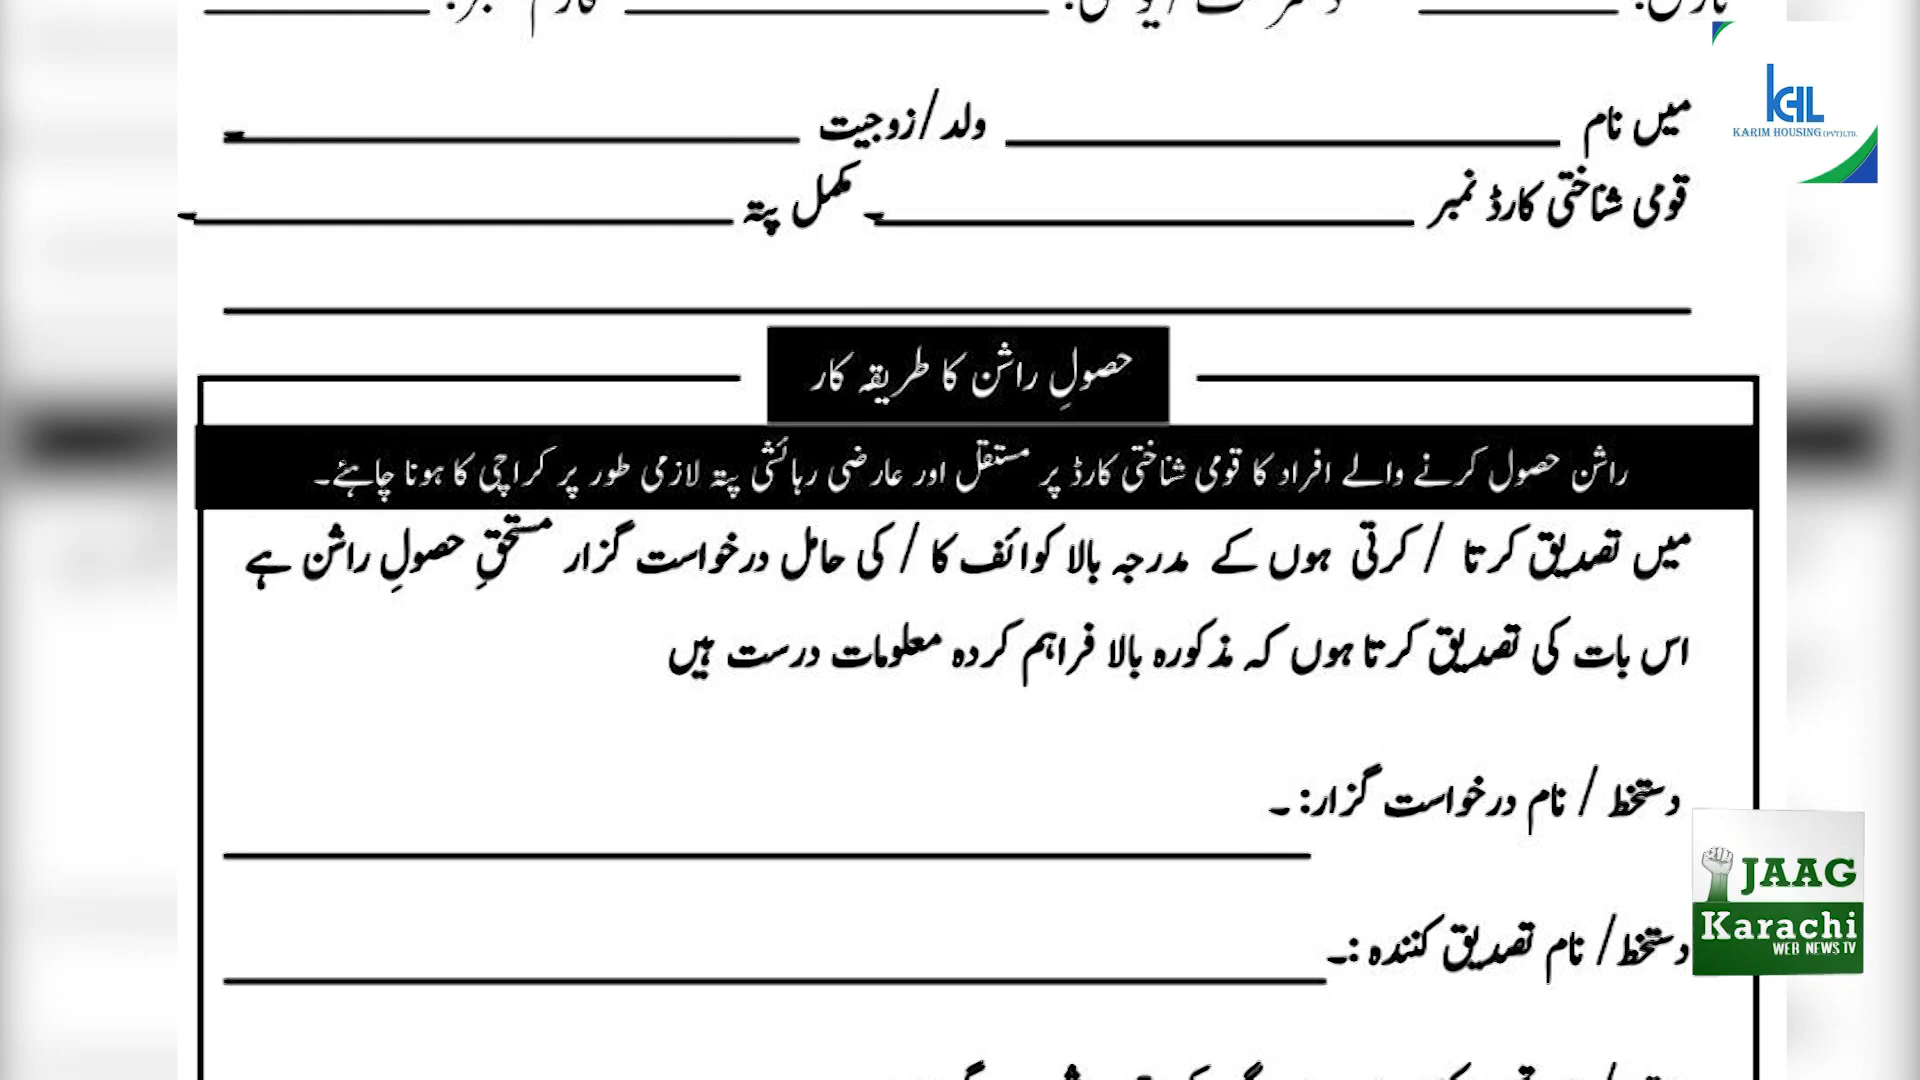 میں نام ____________ ولد/زوجیت ____________۔
قومی شناختی کارڈ نمبر ____________۔ مکمل پتہ ____________۔
حصولِ راشن کا طریقہ کار
راشن حصول کرنے والے افراد کا قومی شناختی کارڈ پر مستقل اور عارضی رہائشی پتہ لازمی طور پر کراچی کا ہونا چاہئے۔
میں تصدیق کرتا / کرتی ہوں کے مدرجہ بالا کوائف کا / کی حامل درخواست گزار مستحقِ حصولِ راشن ہے
اس بات کی تصدیق کرتا ہوں کہ مذکورہ بالا فراہم کردہ معلومات درست ہیں
دستخط / نام درخواست گزار: ۔
دستخط/ نام تصدیق کنندہ :۔
KHL
KARIM HOUSING (PVT) LTD.
JAAG
Karachi
WEB NEWS TV